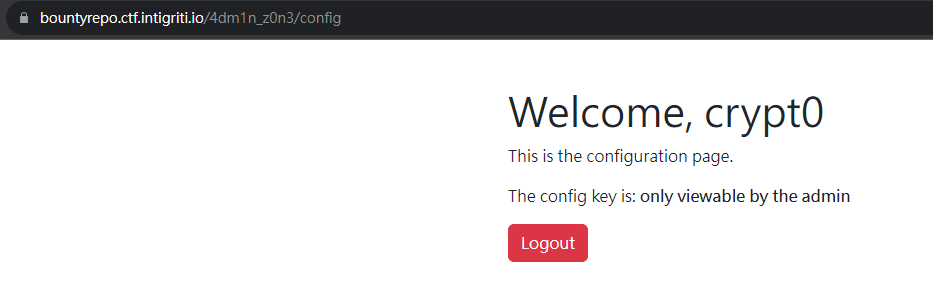 bountyrepo.ctf.intigriti.io/4dm1n_z0n3/config
Welcome, crypt0
This is the configuration page.
The config key is: only viewable by the admin
Logout